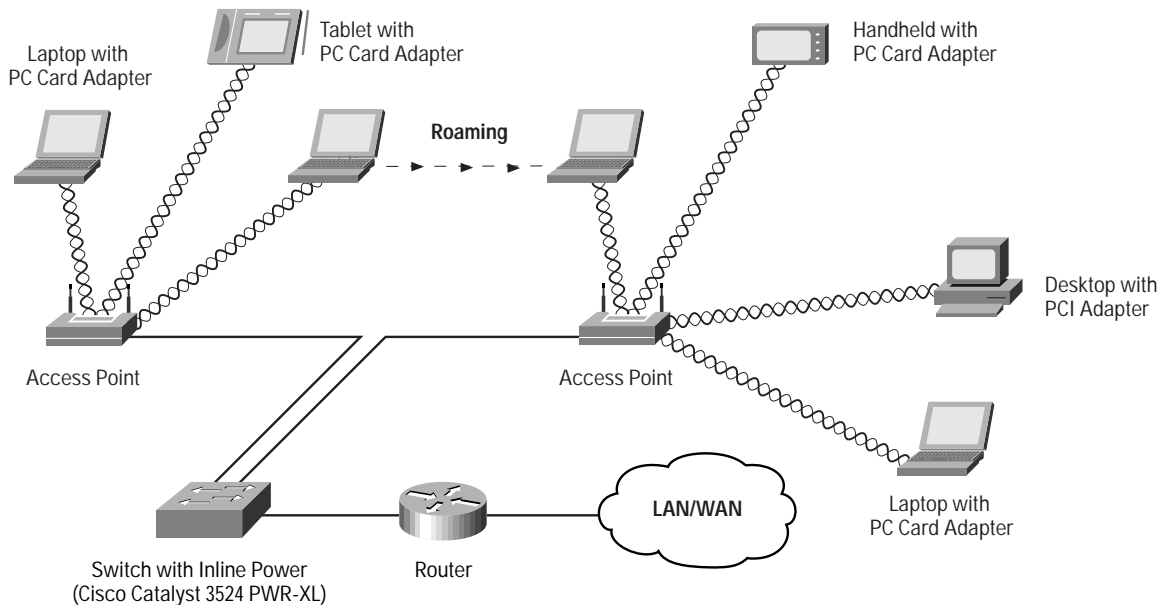 Laptop with
PC Card Adapter
Tablet with
PC Card Adapter
Handheld with
PC Card Adapter
Roaming
Desktop with
PCI Adapter
Access Point
Access Point
Laptop with
PC Card Adapter
LAN/WAN
Switch with Inline Power
(Cisco Catalyst 3524 PWR-XL)
Router